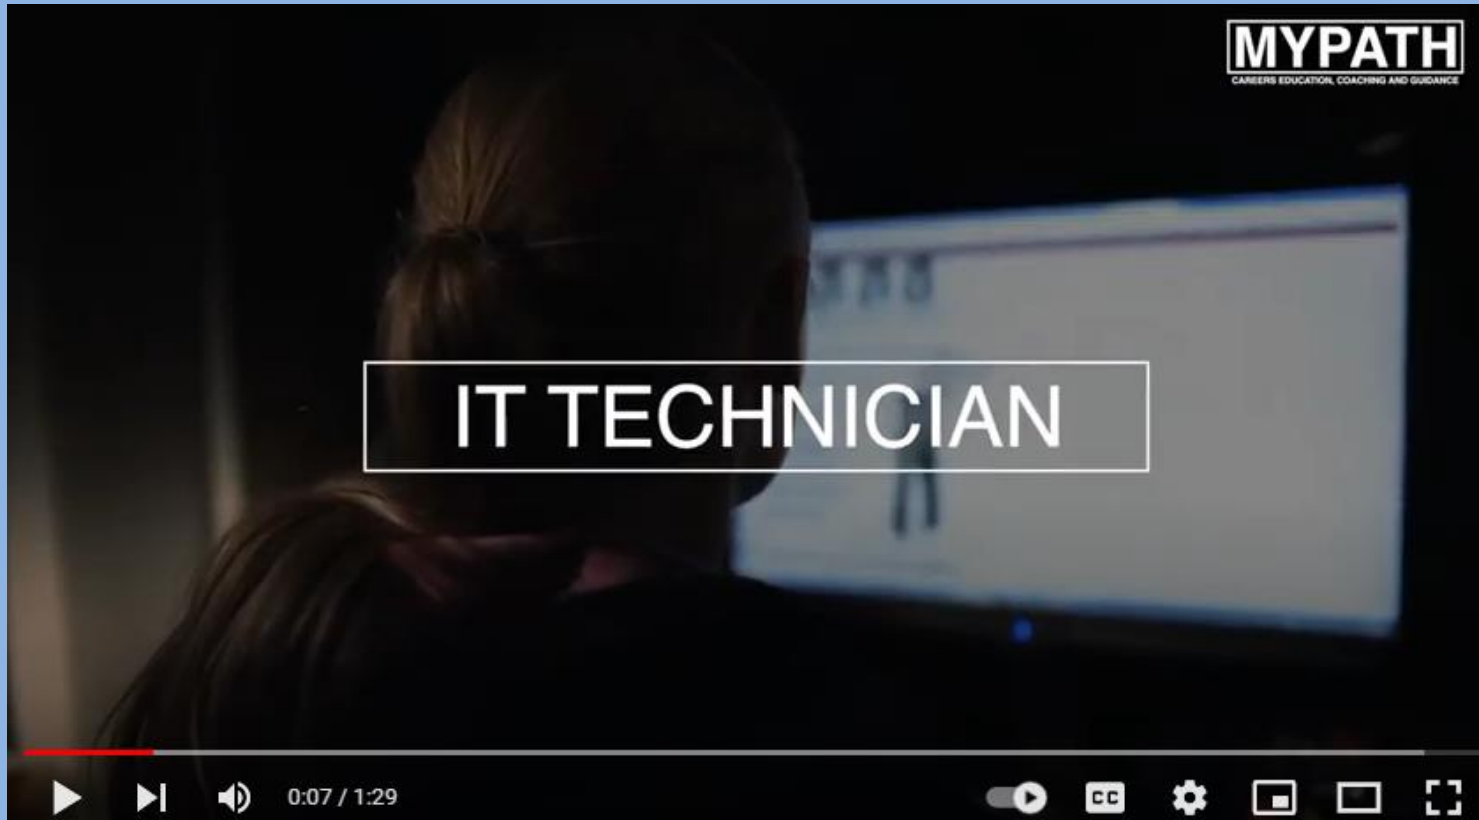 MYPATH
CAREERS EDUCATION, COACHING AND GUIDANCE
IT TECHNICIAN
0:07 / 1:29
CC